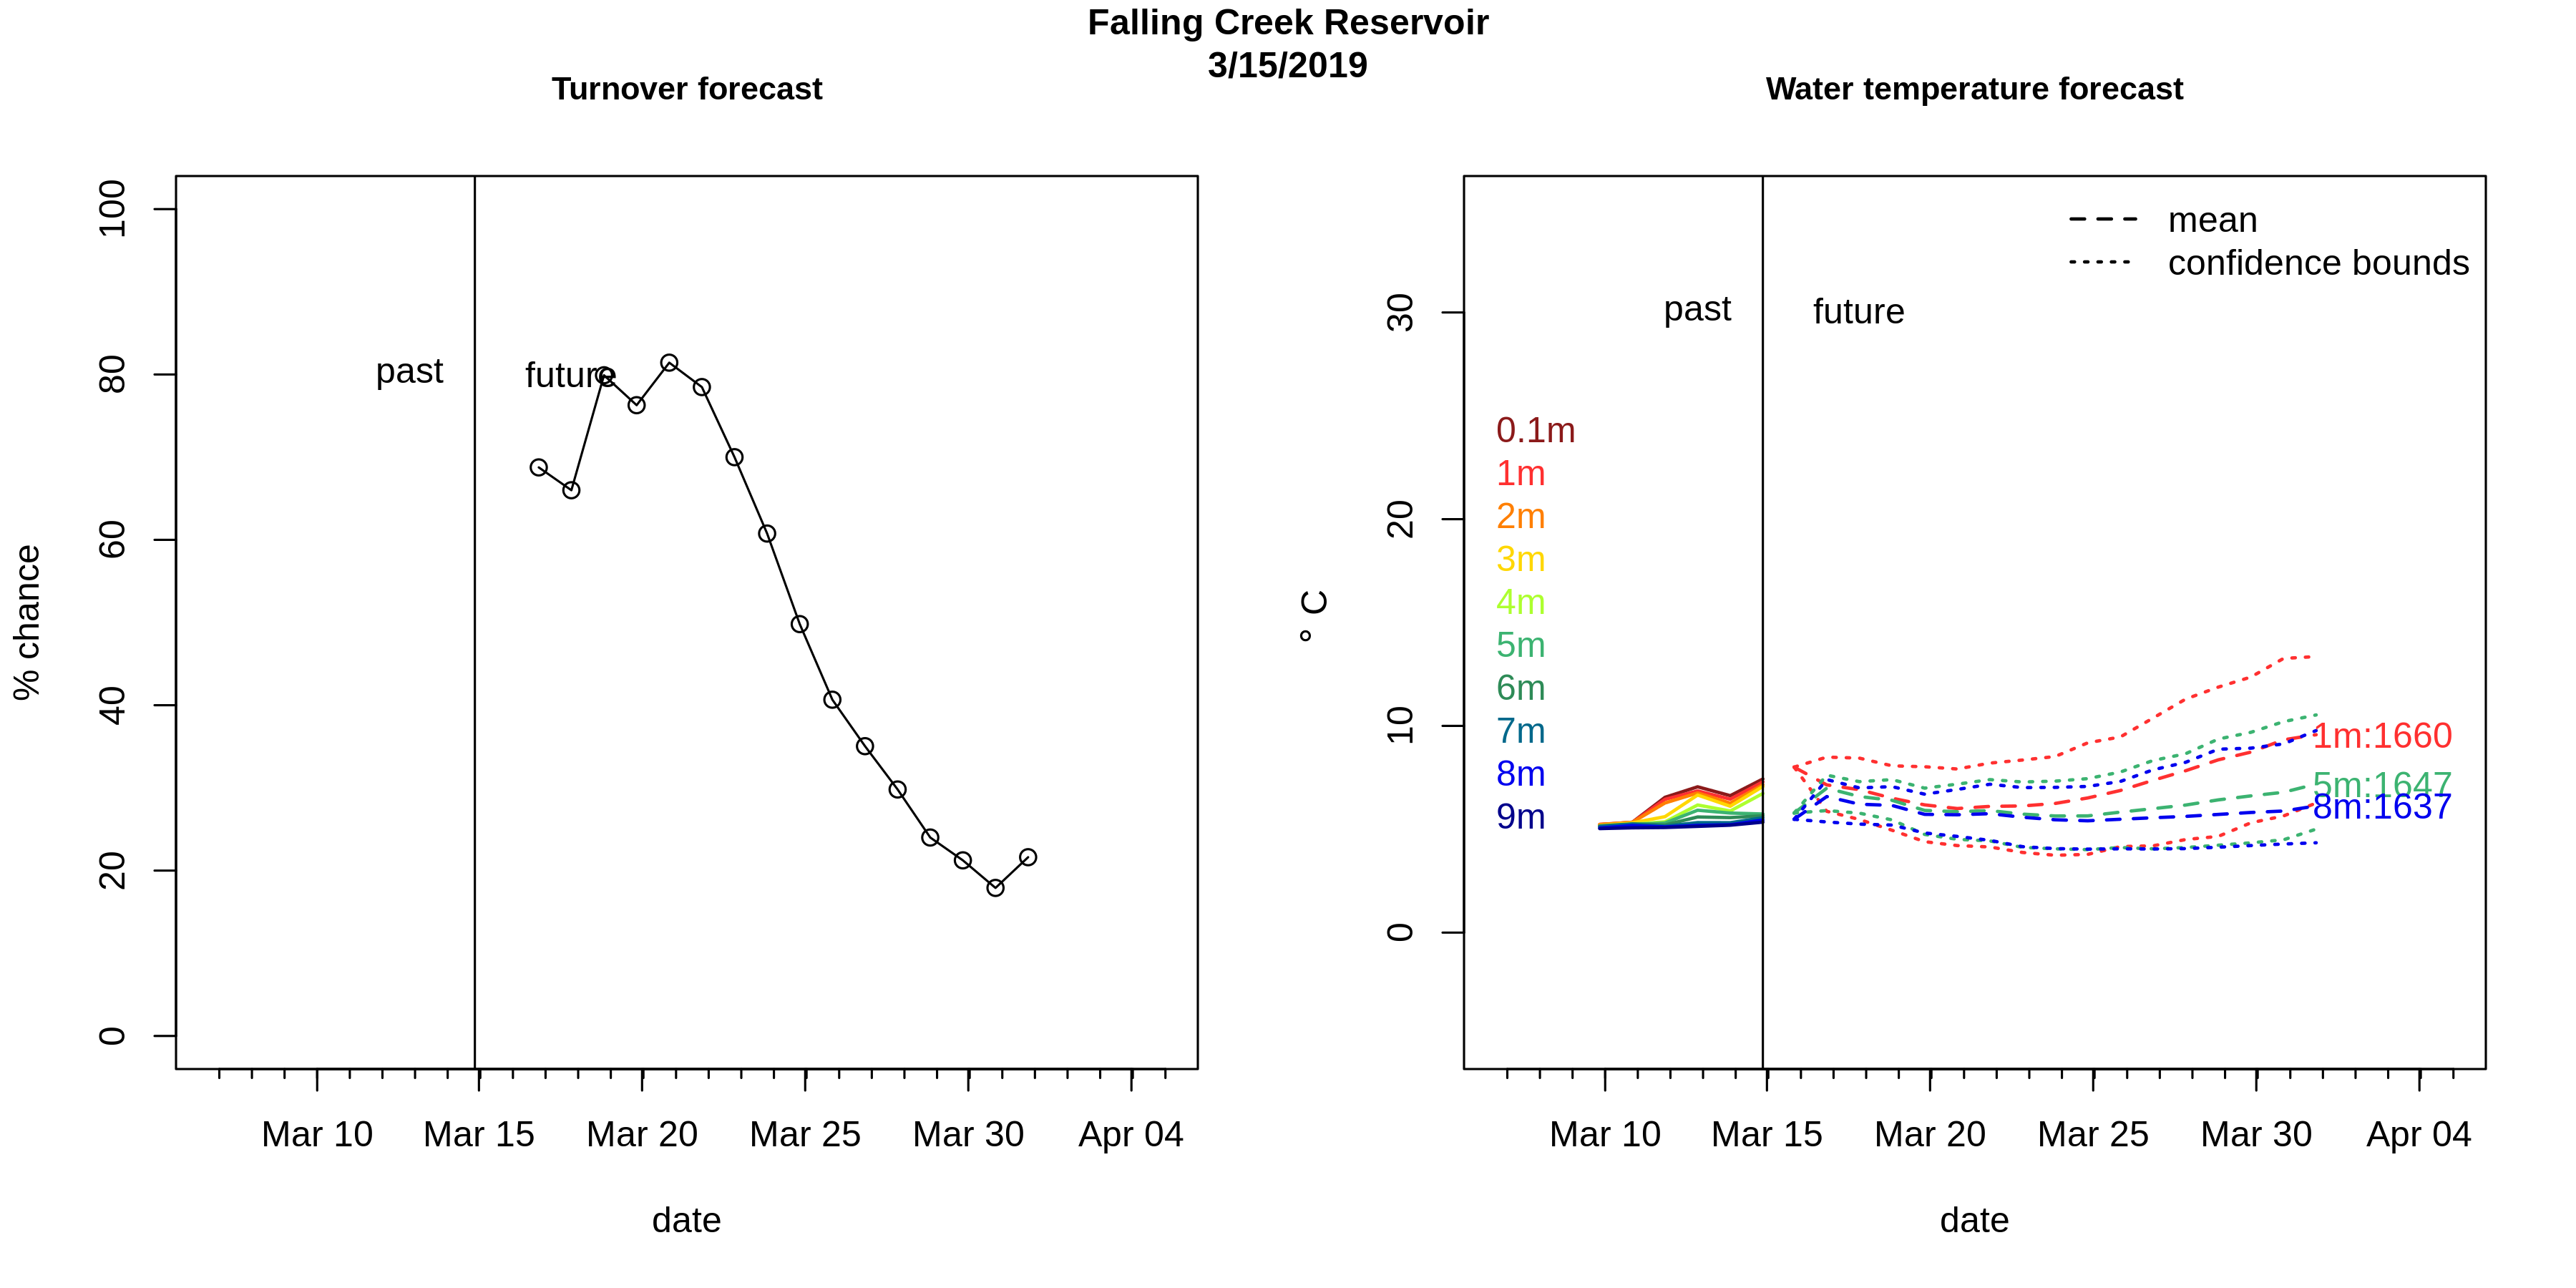 Falling Creek Reservoir
3/15/2019
Turnover forecast
% chance
100
80
60
40
20
0
past
future
Mar 10 Mar 15 Mar 20 Mar 25 Mar 30 Apr 04
date
Water temperature forecast
° C
30
20
10
0
mean
confidence bounds
past
future
0.1m
1m
2m
3m
4m
5m
6m
7m
8m
9m
1m:1660
5m:1647
8m:1637
Mar 10 Mar 15 Mar 20 Mar 25 Mar 30 Apr 04
date